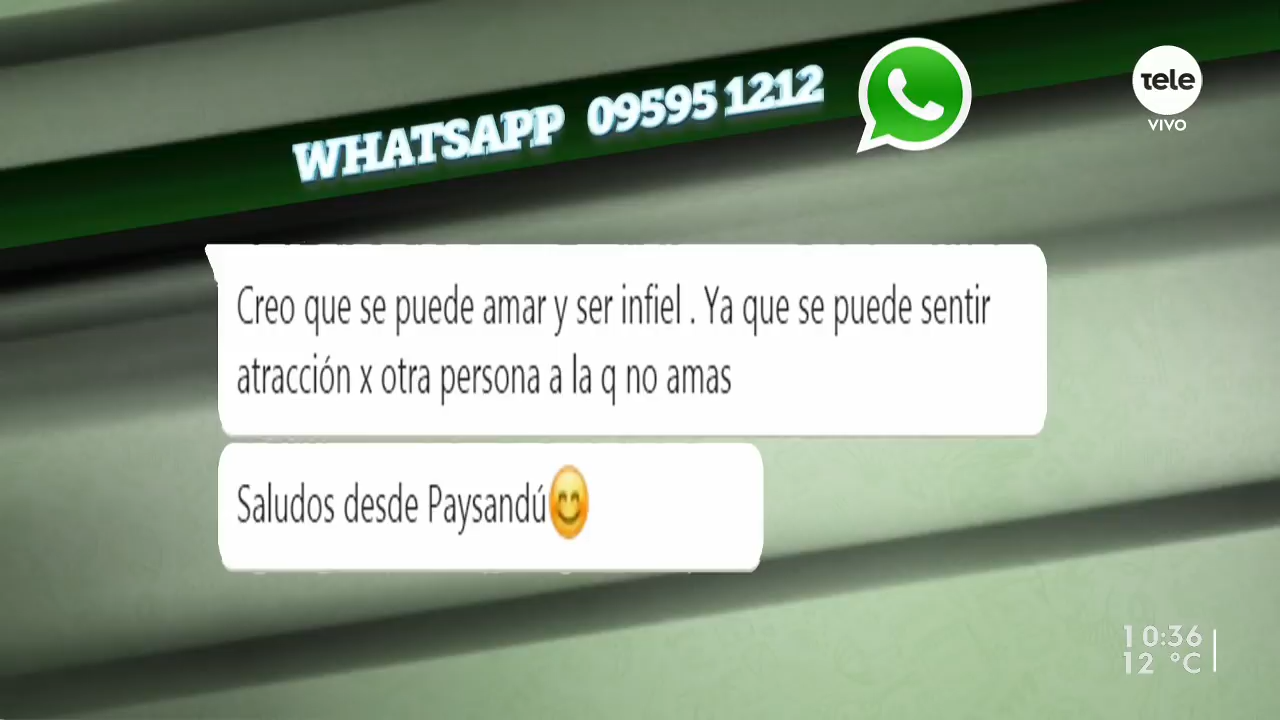 WHATSAPP 09595 1212
tele
VIVO
Creo que se puede amar y ser infiel . Ya que se puede sentir
atracción x otra persona a la q no amas
Saludos desde Paysandú😊
10:36
12 °C